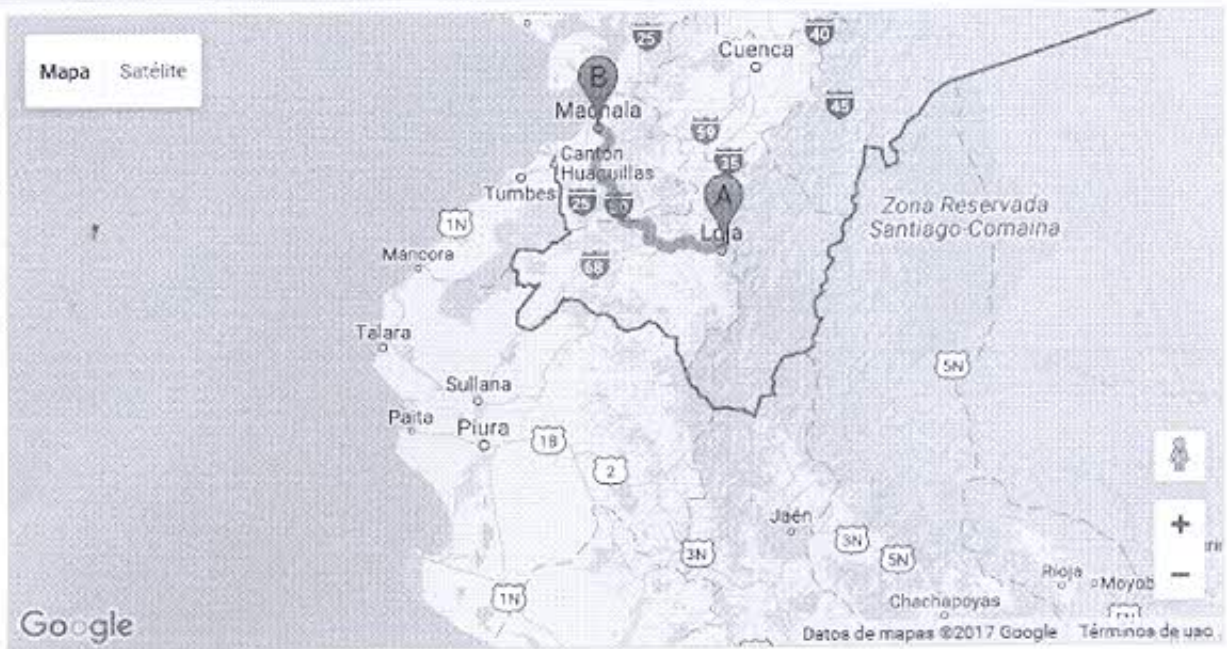 Mapa Satélite
25
40
Cuenca
B
Machala
45
59
35
Cantón
Huaquillas
Tumbes
25
50
A
Loja
1N
Zona Reservada
Santiago-Comaina
Máncora
68
Talara
5N
Sullana
Paita
Piura
1B
2
Jaén
3N
3N
5N
Rioja
Moyob
1N
Chachapoyas
Google
Datos de mapas ©2017 Google Términos de uso